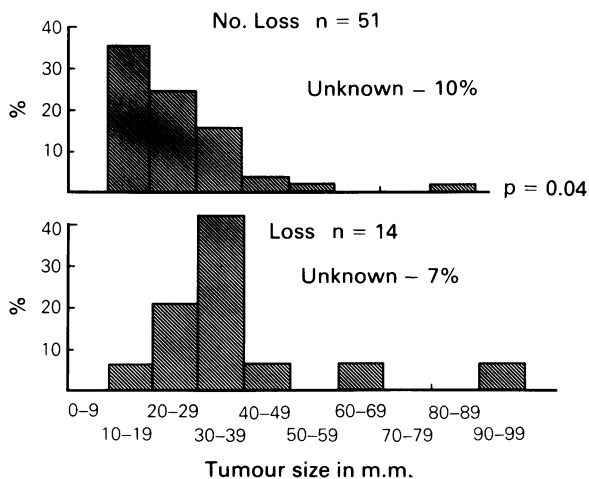 No. Loss n = 51
Unknown – 10%
40
30
20
10
%
p = 0.04
Loss n = 14
Unknown – 7%
40
30
20
10
%
0–9 20–29 40–49 60–69 80–89
10–19 30–39 50–59 70–79 90–99
Tumour size in m.m.